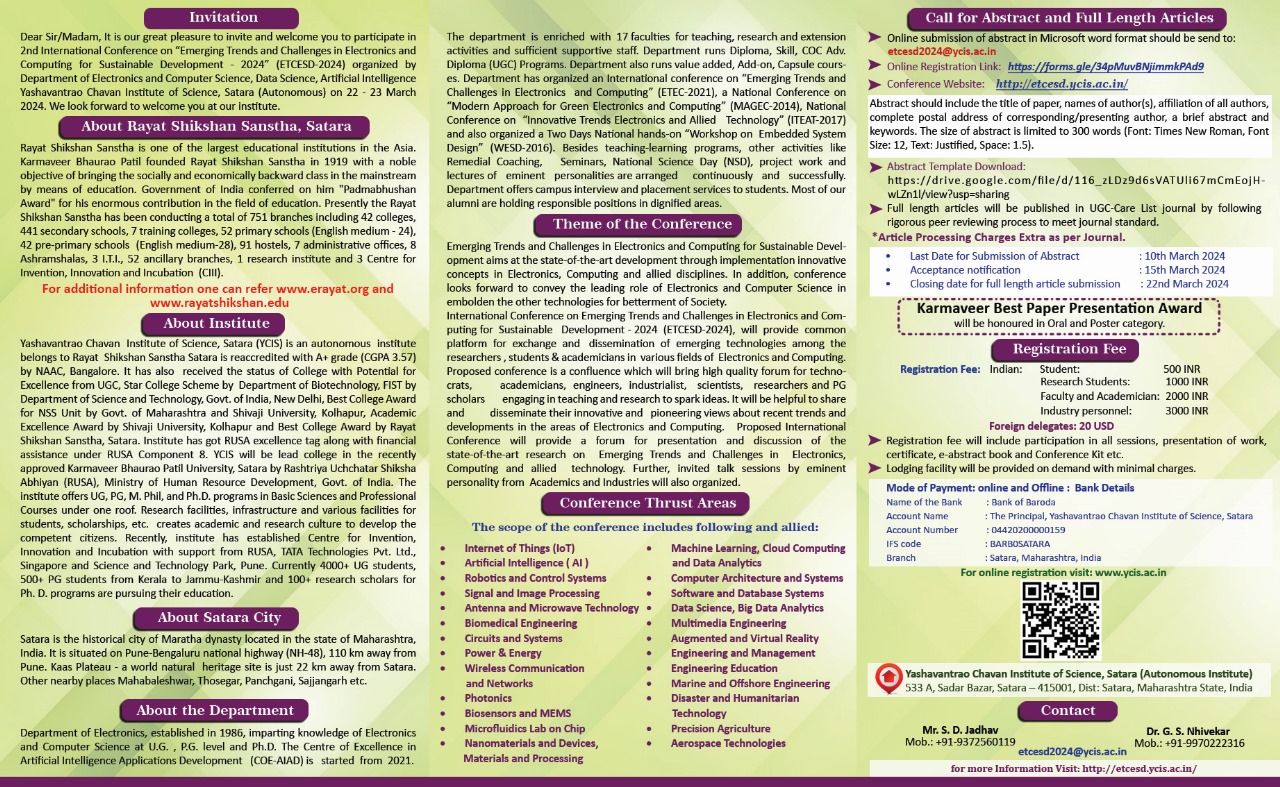 Invitation
Dear Sir/Madam, It is our great pleasure to invite and welcome you to participate in
2nd International Conference on “Emerging Trends and Challenges in Electronics and
Computing for Sustainable Development - 2024” (ETCESD-2024) organized by
Department of Electronics and Computer Science, Data Science, Artificial Intelligence
Yashavantrao Chavan Institute of Science, Satara (Autonomous) on 22 - 23 March
2024. We look forward to welcome you at our institute.
About Rayat Shikshan Sanstha, Satara
Rayat Shikshan Sanstha is one of the largest educational institutions in the Asia.
Karmaveer Bhaurao Patil founded Rayat Shikshan Sanstha in 1919 with a noble
objective of bringing the socially and economically backward class in the mainstream
by means of education. Government of India conferred on him "Padmabhushan
Award" for his enormous contribution in the field of education. Presently the Rayat
Shikshan Sanstha has been conducting a total of 751 branches including 42 colleges,
441 secondary schools, 7 training colleges, 52 primary schools (English medium - 24),
42 pre-primary schools (English medium-28), 91 hostels, 7 administrative offices, 8
Ashramshalas, 3 I.T.I., 52 ancillary branches, 1 research institute and 3 Centre for
Invention, Innovation and Incubation (CIII).
For additional information one can refer www.erayat.org and
www.rayatshikshan.edu
About Institute
Yashavantrao Chavan Institute of Science, Satara (YCIS) is an autonomous institute
belongs to Rayat Shikshan Sanstha Satara is reaccredited with A+ grade (CGPA 3.57)
by NAAC, Bangalore. It has also received the status of College with Potential for
Excellence from UGC, Star College Scheme by Department of Biotechnology, FIST by
Department of Science and Technology, Govt. of India, New Delhi, Best College Award
for NSS Unit by Govt. of Maharashtra and Shivaji University, Kolhapur, Academic
Excellence Award by Shivaji University, Kolhapur and Best College Award by Rayat
Shikshan Sanstha, Satara. Institute has got RUSA excellence tag along with financial
assistance under RUSA Component 8. YCIS will be lead college in the recently
approved Karmaveer Bhaurao Patil University, Satara by Rashtriya Uchchatar Shiksha
Abhiyan (RUSA), Ministry of Human Resource Development, Govt. of India. The
institute offers UG, PG, M. Phil, and Ph.D. programs in Basic Sciences and Professional
Courses under one roof. Research facilities, infrastructure and various facilities for
students, scholarships, etc. creates academic and research culture to develop the
competent citizens. Recently, institute has established Centre for Invention,
Innovation and Incubation with support from RUSA, TATA Technologies Pvt. Ltd.,
Singapore and Science and Technology Park, Pune. Currently 4000+ UG students,
500+ PG students from Kerala to Jammu-Kashmir and 100+ research scholars for
Ph. D. programs are pursuing their education.
About Satara City
Satara is the historical city of Maratha dynasty located in the state of Maharashtra,
India. It is situated on Pune-Bengaluru national highway (NH-48), 110 km away from
Pune. Kaas Plateau - a world natural heritage site is just 22 km away from Satara.
Other nearby places Mahabaleshwar, Thosegar, Panchgani, Sajjangarh etc.
About the Department
Department of Electronics, established in 1986, imparting knowledge of Electronics
and Computer Science at U.G. , P.G. level and Ph.D. The Centre of Excellence in
Artificial Intelligence Applications Development (COE-AIAD) is started from 2021.
The department is enriched with 17 faculties for teaching, research and extension
activities and sufficient supportive staff. Department runs Diploma, Skill, COC Adv.
Diploma (UGC) Programs. Department also runs value added, Add-on, Capsule cours-
es. Department has organized an International conference on “Emerging Trends and
Challenges in Electronics and Computing” (ETEC-2021), a National Conference on
“Modern Approach for Green Electronics and Computing” (MAGEC-2014), National
Conference on “Innovative Trends Electronics and Allied Technology” (ITEAT-2017)
and also organized a Two Days National hands-on “Workshop on Embedded System
Design” (WESD-2016). Besides teaching-learning programs, other activities like
Remedial Coaching, Seminars, National Science Day (NSD), project work and
lectures of eminent personalities are arranged continuously and successfully.
Department offers campus interview and placement services to students. Most of our
alumni are holding responsible positions in dignified areas.
Theme of the Conference
Emerging Trends and Challenges in Electronics and Computing for Sustainable Devel-
opment aims at the state-of-the-art development through implementation innovative
concepts in Electronics, Computing and allied disciplines. In addition, conference
looks forward to convey the leading role of Electronics and Computer Science in
embolden the other technologies for betterment of Society.
International Conference on Emerging Trends and Challenges in Electronics and Com-
puting for Sustainable Development - 2024 (ETCESD-2024), will provide common
platform for exchange and dissemination of emerging technologies among the
researchers , students & academicians in various fields of Electronics and Computing.
Proposed conference is a confluence which will bring high quality forum for techno-
crats, academicians, engineers, industrialist, scientists, researchers and PG
scholars engaging in teaching and research to spark ideas. It will be helpful to share
and disseminate their innovative and pioneering views about recent trends and
developments in the areas of Electronics and Computing. Proposed International
Conference will provide a forum for presentation and discussion of the
state-of-the-art research on Emerging Trends and Challenges in Electronics,
Computing and allied technology. Further, invited talk sessions by eminent
personality from Academics and Industries will also organized.
Conference Thrust Areas
The scope of the conference includes following and allied:
• Internet of Things (IoT)
• Artificial Intelligence ( AI )
• Robotics and Control Systems
• Signal and Image Processing
• Antenna and Microwave Technology
• Biomedical Engineering
• Circuits and Systems
• Power & Energy
• Wireless Communication
and Networks
• Photonics
• Biosensors and MEMS
• Microfluidics Lab on Chip
• Nanomaterials and Devices,
Materials and Processing
• Machine Learning, Cloud Computing
and Data Analytics
• Computer Architecture and Systems
• Software and Database Systems
• Data Science, Big Data Analytics
• Multimedia Engineering
• Augmented and Virtual Reality
• Engineering and Management
• Engineering Education
• Marine and Offshore Engineering
• Disaster and Humanitarian
Technology
• Precision Agriculture
• Aerospace Technologies
Call for Abstract and Full Length Articles
Online submission of abstract in Microsoft word format should be send to:
etcesd2024@ycis.ac.in
Online Registration Link: https://forms.gle/34pMuvBNjimmkPAd9
Conference Website: http://etcesd.ycis.ac.in/
Abstract should include the title of paper, names of author(s), affiliation of all authors,
complete postal address of corresponding/presenting author, a brief abstract and
keywords. The size of abstract is limited to 300 words (Font: Times New Roman, Font
Size: 12, Text: Justified, Space: 1.5).
Abstract Template Download:
https://drive.google.com/file/d/116_zLDz9d6sVATUlI67mCmEojH-
wLZn1l/view?usp=sharing
Full length articles will be published in UGC-Care List journal by following
rigorous peer reviewing process to meet journal standard.
*Article Processing Charges Extra as per Journal.
• Last Date for Submission of Abstract : 10th March 2024
• Acceptance notification : 15th March 2024
• Closing date for full length article submission : 22nd March 2024
Karmaveer Best Paper Presentation Award
will be honoured in Oral and Poster category.
Registration Fee
Registration Fee: Indian: Student: 500 INR
Research Students: 1000 INR
Faculty and Academician: 2000 INR
Industry personnel: 3000 INR
Foreign delegates: 20 USD
Registration fee will include participation in all sessions, presentation of work,
certificate, e-abstract book and Conference Kit etc.
Lodging facility will be provided on demand with minimal charges.
Mode of Payment: online and Offline : Bank Details
Name of the Bank : Bank of Baroda
Account Name : The Principal, Yashavantrao Chavan Institute of Science, Satara
Account Number : 04420200000159
IFS code : BARB0SATARA
Branch : Satara, Maharashtra, India
For online registration visit: www.ycis.ac.in
Yashavantrao Chavan Institute of Science, Satara (Autonomous Institute)
533 A, Sadar Bazar, Satara – 415001, Dist: Satara, Maharashtra State, India
Contact
Mr. S. D. Jadhav
Mob.: +91-9372560119
Dr. G. S. Nhivekar
Mob.: +91-9970222316
etcesd2024@ycis.ac.in
for more Information Visit: http://etcesd.ycis.ac.in/